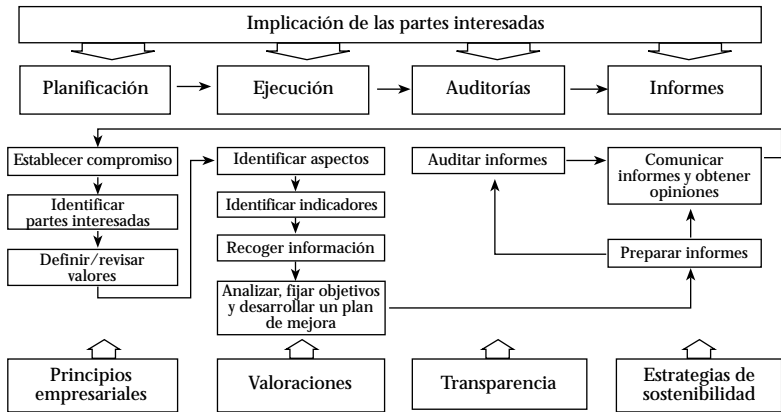 Implicación de las partes interesadas
Planificación
Ejecución
Auditorías
Informes
Establecer compromiso
Identificar
partes interesadas
Definir/revisar
valores
Identificar aspectos
Identificar indicadores
Recoger información
Analizar, fijar objetivos
y desarrollar un plan
de mejora
Auditar informes
Comunicar
informes y obtener
opiniones
Preparar informes
Principios
empresariales
Valoraciones
Transparencia
Estrategias de
sostenibilidad